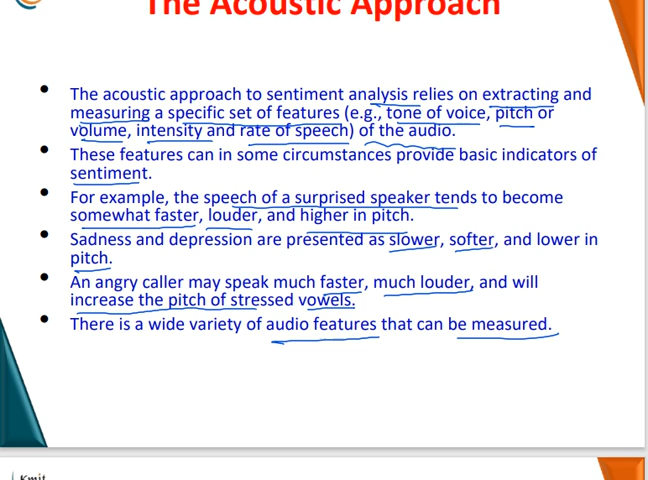 The Acoustic Approach
• The acoustic approach to sentiment analysis relies on extracting and
measuring a specific set of features (e.g., tone of voice, pitch or
volume, intensity and rate of speech) of the audio.
• These features can in some circumstances provide basic indicators of
sentiment.
• For example, the speech of a surprised speaker tends to become
somewhat faster, louder, and higher in pitch.
• Sadness and depression are presented as slower, softer, and lower in
pitch.
• An angry caller may speak much faster, much louder, and will
increase the pitch of stressed vowels.
• There is a wide variety of audio features that can be measured.
Kmit